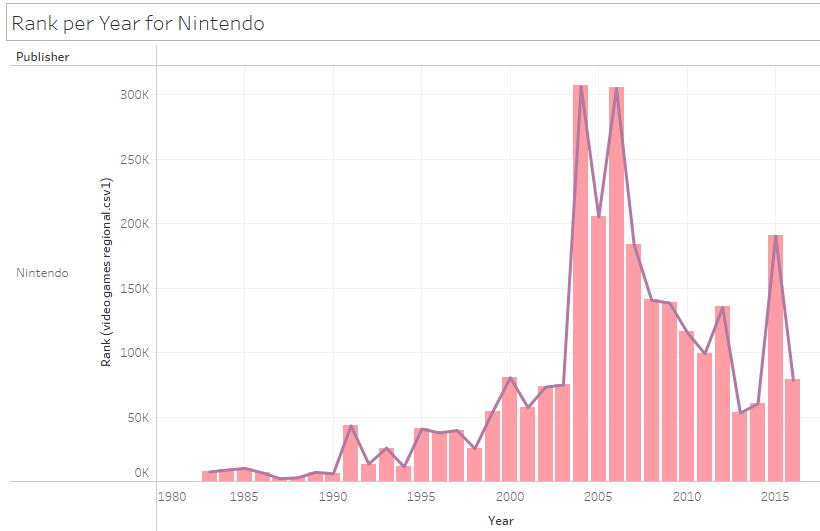 Rank per Year for Nintendo
Publisher
300K
250K
200K
150K
100K
50K
0K
Rank (video games regional.csv1)
Nintendo
1980 1985 1990 1995 2000 2005 2010 2015
Year